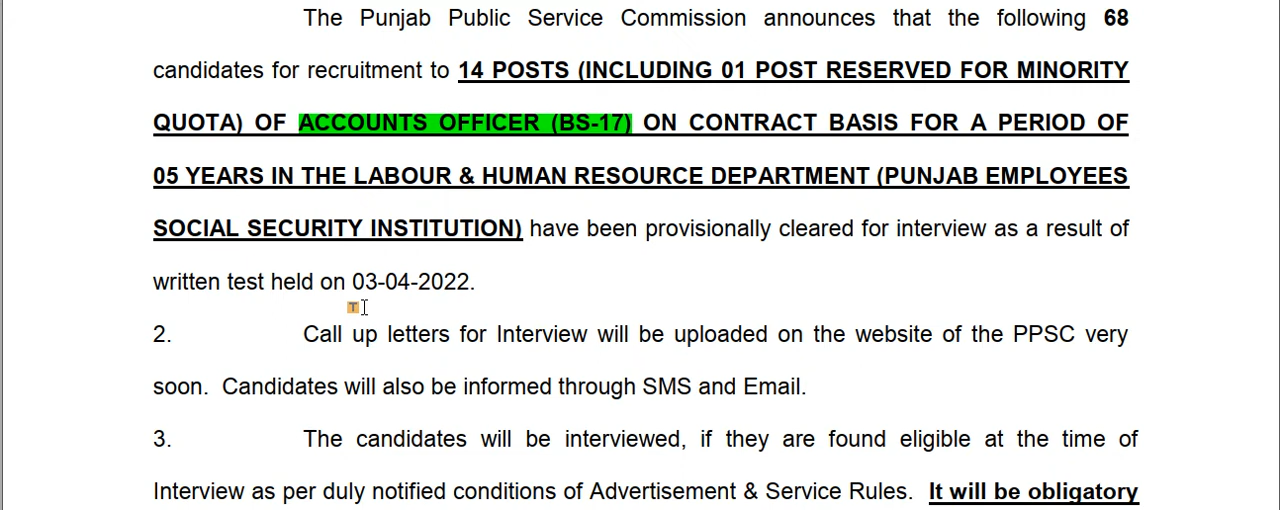 The Punjab Public Service Commission announces that the following 68
candidates for recruitment to 14 POSTS (INCLUDING 01 POST RESERVED FOR MINORITY
QUOTA) OF ACCOUNTS OFFICER (BS-17) ON CONTRACT BASIS FOR A PERIOD OF
05 YEARS IN THE LABOUR & HUMAN RESOURCE DEPARTMENT (PUNJAB EMPLOYEES
SOCIAL SECURITY INSTITUTION) have been provisionally cleared for interview as a result of
written test held on 03-04-2022.
T
2. Call up letters for Interview will be uploaded on the website of the PPSC very
soon. Candidates will also be informed through SMS and Email.
3. The candidates will be interviewed, if they are found eligible at the time of
Interview as per duly notified conditions of Advertisement & Service Rules. It will be obligatory